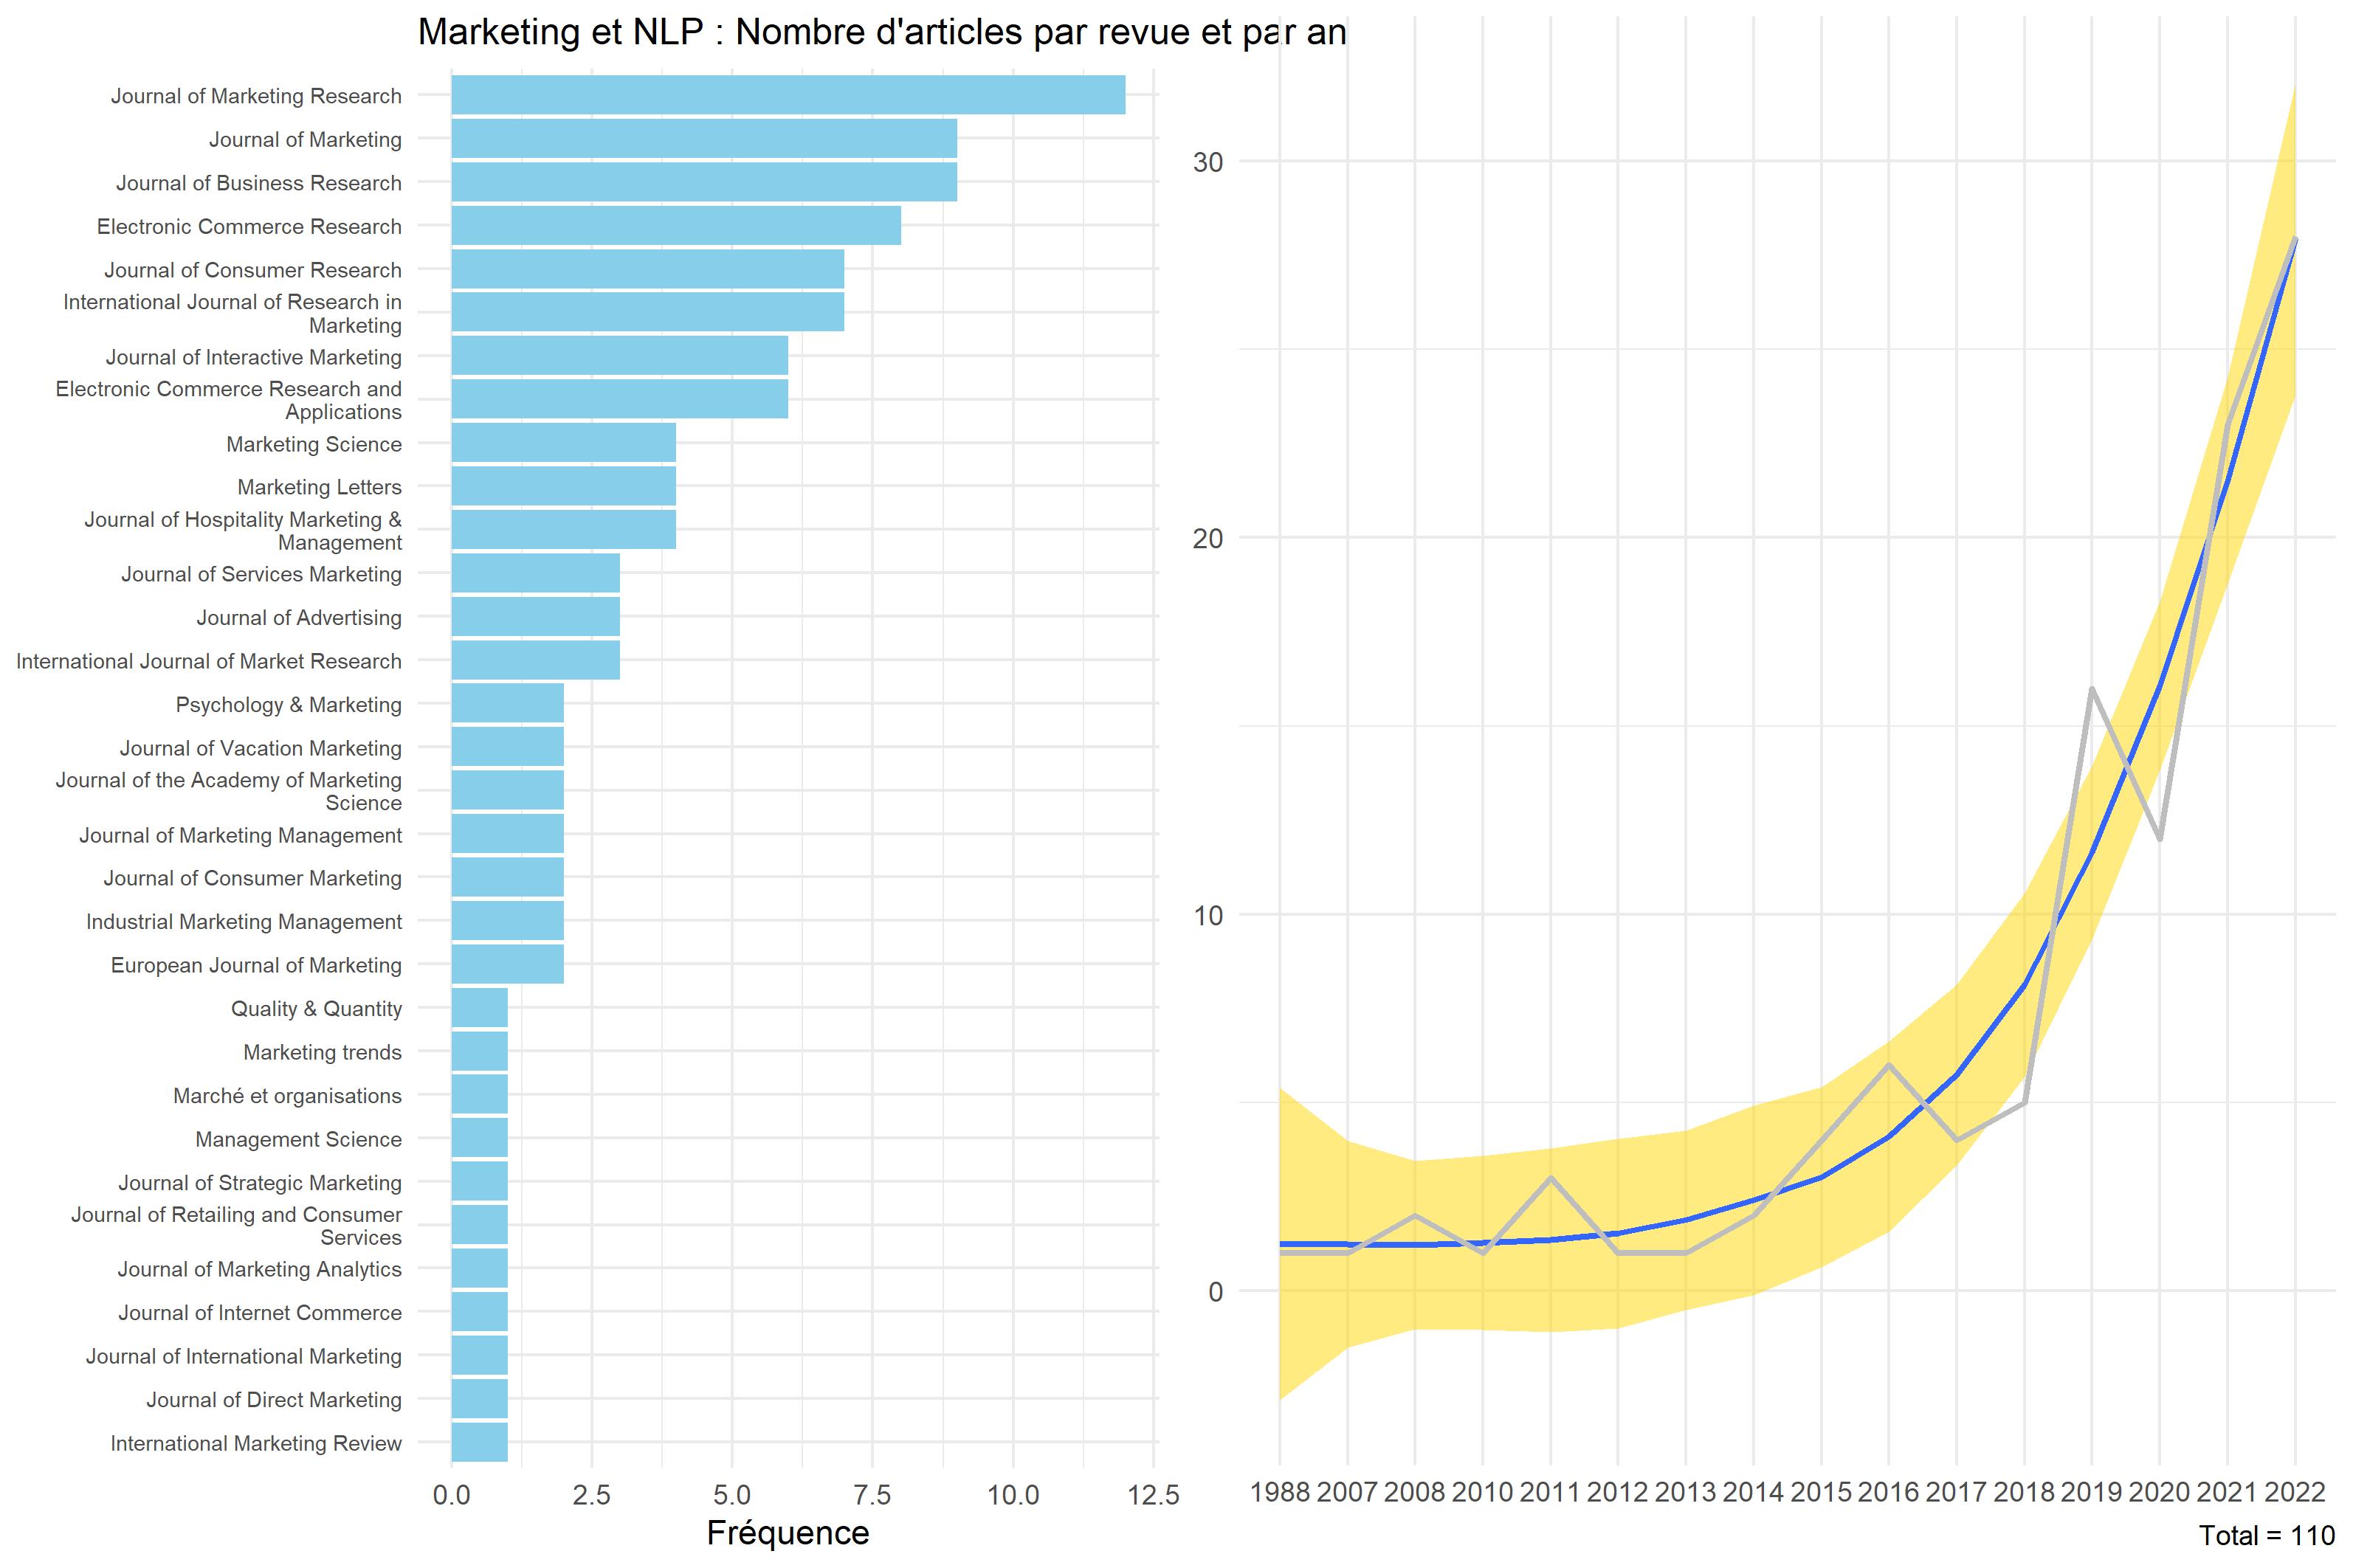 Marketing et NLP : Nombre d'articles par revue et par an
Journal of Marketing Research
Journal of Marketing
Journal of Business Research
Electronic Commerce Research
Journal of Consumer Research
International Journal of Research in
Marketing
Journal of Interactive Marketing
Electronic Commerce Research and
Applications
Marketing Science
Marketing Letters
Journal of Hospitality Marketing &
Management
Journal of Services Marketing
Journal of Advertising
International Journal of Market Research
Psychology & Marketing
Journal of Vacation Marketing
Journal of the Academy of Marketing
Science
Journal of Marketing Management
Journal of Consumer Marketing
Industrial Marketing Management
European Journal of Marketing
Quality & Quantity
Marketing trends
Marché et organisations
Management Science
Journal of Strategic Marketing
Journal of Retailing and Consumer
Services
Journal of Marketing Analytics
Journal of Internet Commerce
Journal of International Marketing
Journal of Direct Marketing
International Marketing Review
0.0 2.5 5.0 7.5 10.0 12.5
Fréquence
30
20
10
0
1988 2007 2008 2010 2011 2012 2013 2014 2015 2016 2017 2018 2019 2020 2021 2022
Total = 110